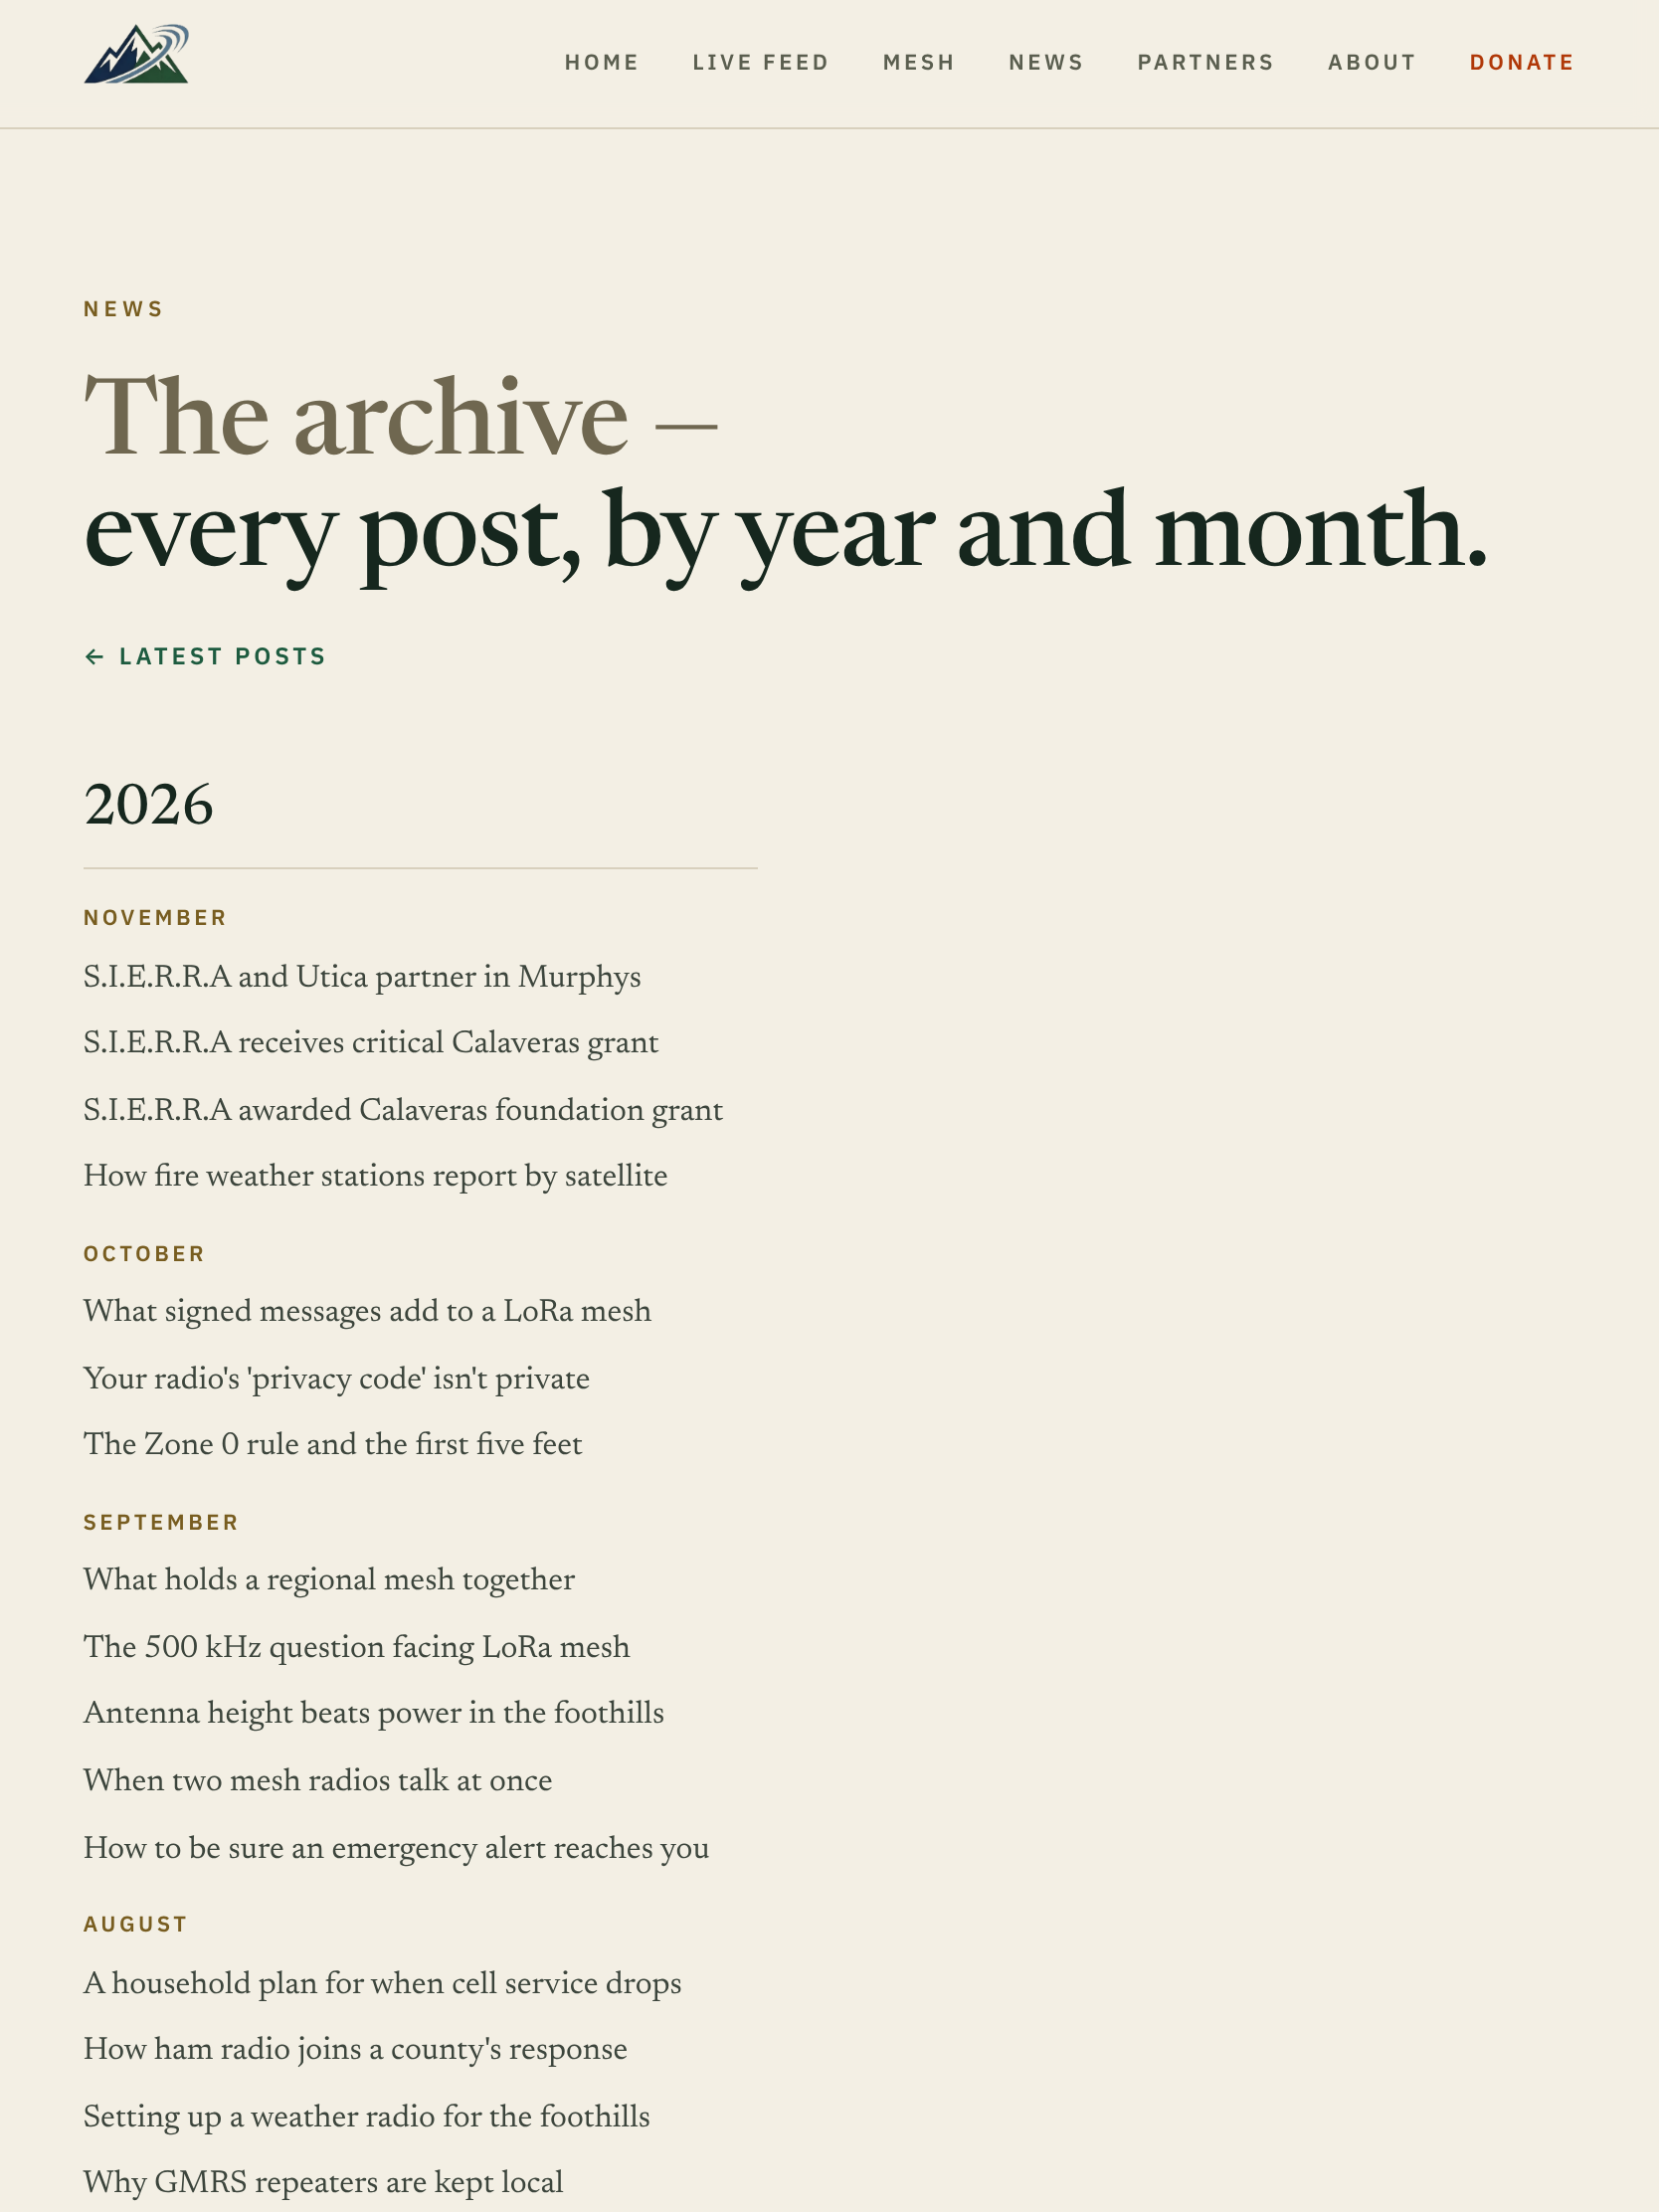 HOME LIVE FEED MESH NEWS PARTNERS ABOUT DONATE
NEWS
The archive —
every post, by year and month.
← LATEST POSTS
2026
NOVEMBER
S.I.E.R.R.A and Utica partner in Murphys
S.I.E.R.R.A receives critical Calaveras grant
S.I.E.R.R.A awarded Calaveras foundation grant
How fire weather stations report by satellite
OCTOBER
What signed messages add to a LoRa mesh
Your radio's 'privacy code' isn't private
The Zone 0 rule and the first five feet
SEPTEMBER
What holds a regional mesh together
The 500 kHz question facing LoRa mesh
Antenna height beats power in the foothills
When two mesh radios talk at once
How to be sure an emergency alert reaches you
AUGUST
A household plan for when cell service drops
How ham radio joins a county's response
Setting up a weather radio for the foothills
Why GMRS repeaters are kept local